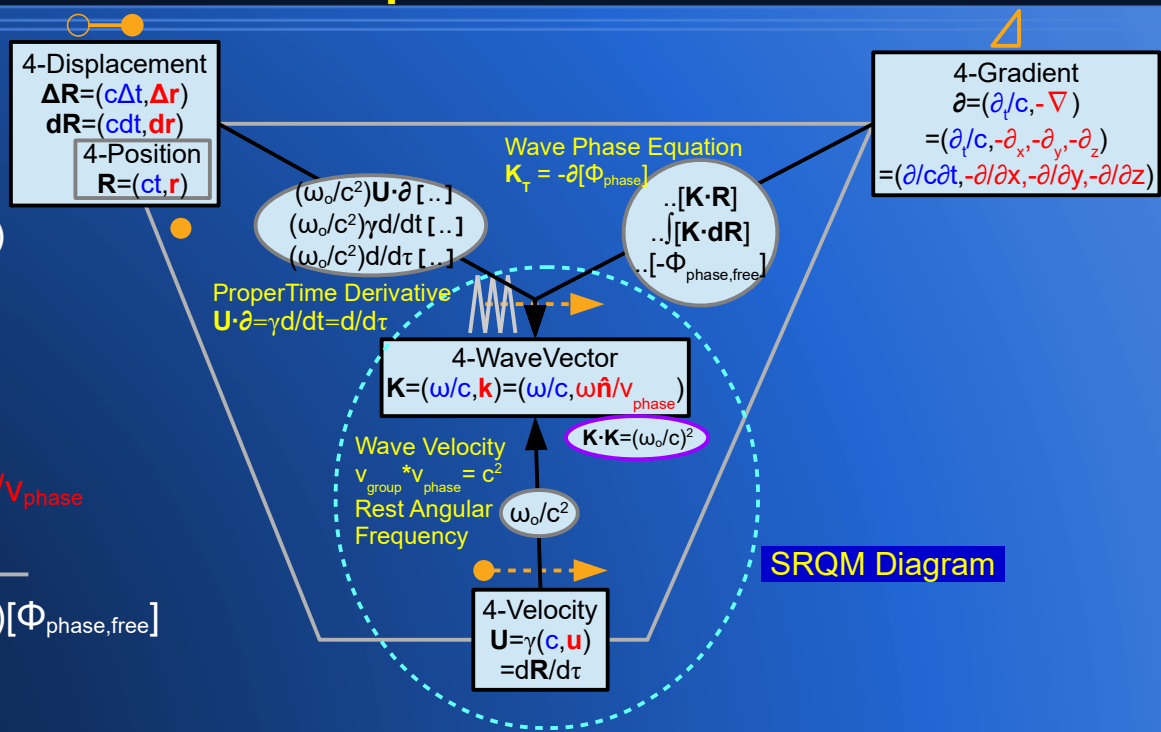 4-Displacement
ΔR=(cΔt,Δr)
dR=(cdt,dr)
4-Position
R=(ct,r)
4-Gradient
∂=(∂ₜ/c,-∇)
=(∂ₜ/c,-∂ₓ,-∂y,-∂z)
=(∂/c∂t,-∂/∂x,-∂/∂y,-∂/∂z)
Wave Phase Equation
K_T = -∂[Φphase]
(ωₒ/c²)U·∂[..]
(ωₒ/c²)γd/dt[..]
(ωₒ/c²)d/dτ[..]
..[K·R]
..∫[K·dR]
..[-Φphase,free]
ProperTime Derivative
U·∂=γd/dt=d/dτ
4-WaveVector
K=(ω/c,k)=(ω/c,ωn̂/vphase)
K·K=(ωₒ/c)²
Wave Velocity
vgroup*vphase= c²
Rest Angular
Frequency
ωₒ/c²
)
/vphase
)[Φphase,free]
SRQM Diagram
4-Velocity
U=γ(c,u)
=dR/dτ